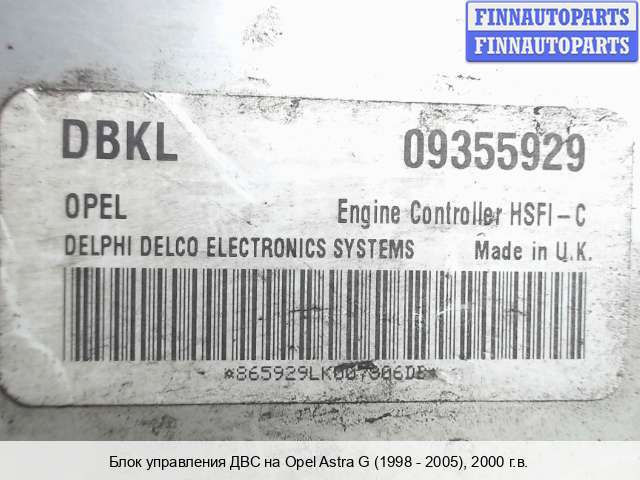 FINNAUTOPARTS
FINNAUTOPARTS
DBKL 09355929
OPEL Engine Controller HSFI-C
DELPHI DELCO ELECTRONICS SYSTEMS Made in U.K.
Блок управления ДВС на Opel Astra G (1998 - 2005), 2000 г.в.